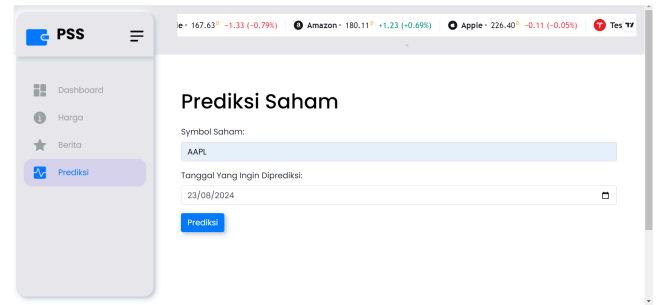 PSS
e · 167.63 D −1.33 (−0.79%) Amazon · 180.11 D +1.23 (+0.69%) Apple · 226.40 D −0.11 (−0.05%) Tes
Dashboard
Harga
Berita
Prediksi
Prediksi Saham
Symbol Saham:
AAPL
Tanggal Yang Ingin Diprediksi:
23/08/2024
Prediksi